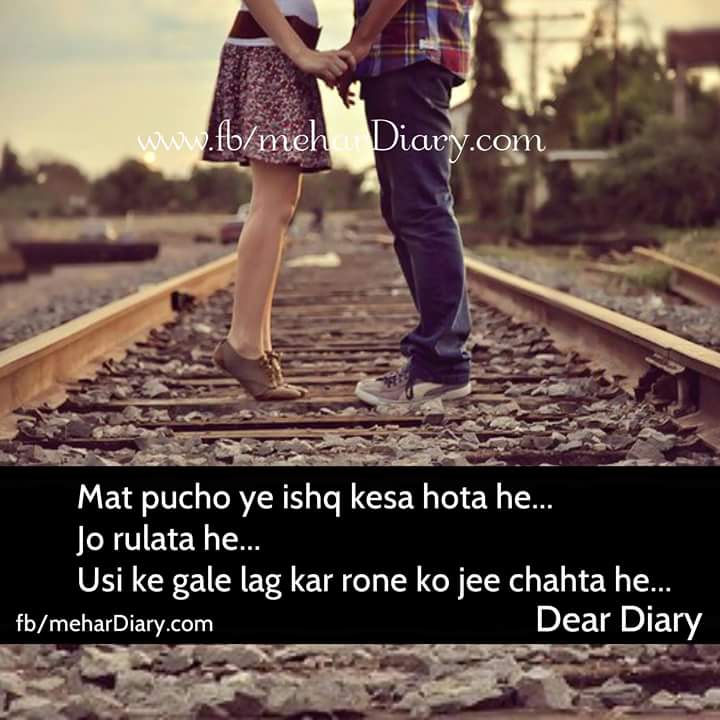 www.fb/meharDiary.com
Mat pucho ye ishq kesa hota he...
Jo rulata he...
Usi ke gale lag kar rone ko jee chahta he...
fb/meharDiary.com
Dear Diary